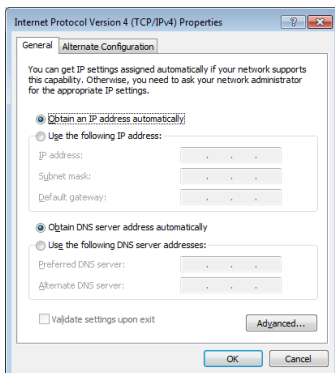 Internet Protocol Version 4 (TCP/IPv4) Properties
General
Alternate Configuration
You can get IP settings assigned automatically if your network supports
this capability. Otherwise, you need to ask your network administrator
for the appropriate IP settings.
Obtain an IP address automatically
Use the following IP address:
IP address:
Subnet mask:
Default gateway:
Obtain DNS server address automatically
Use the following DNS server addresses:
Preferred DNS server:
Alternate DNS server:
Validate settings upon exit
Advanced...
OK
Cancel